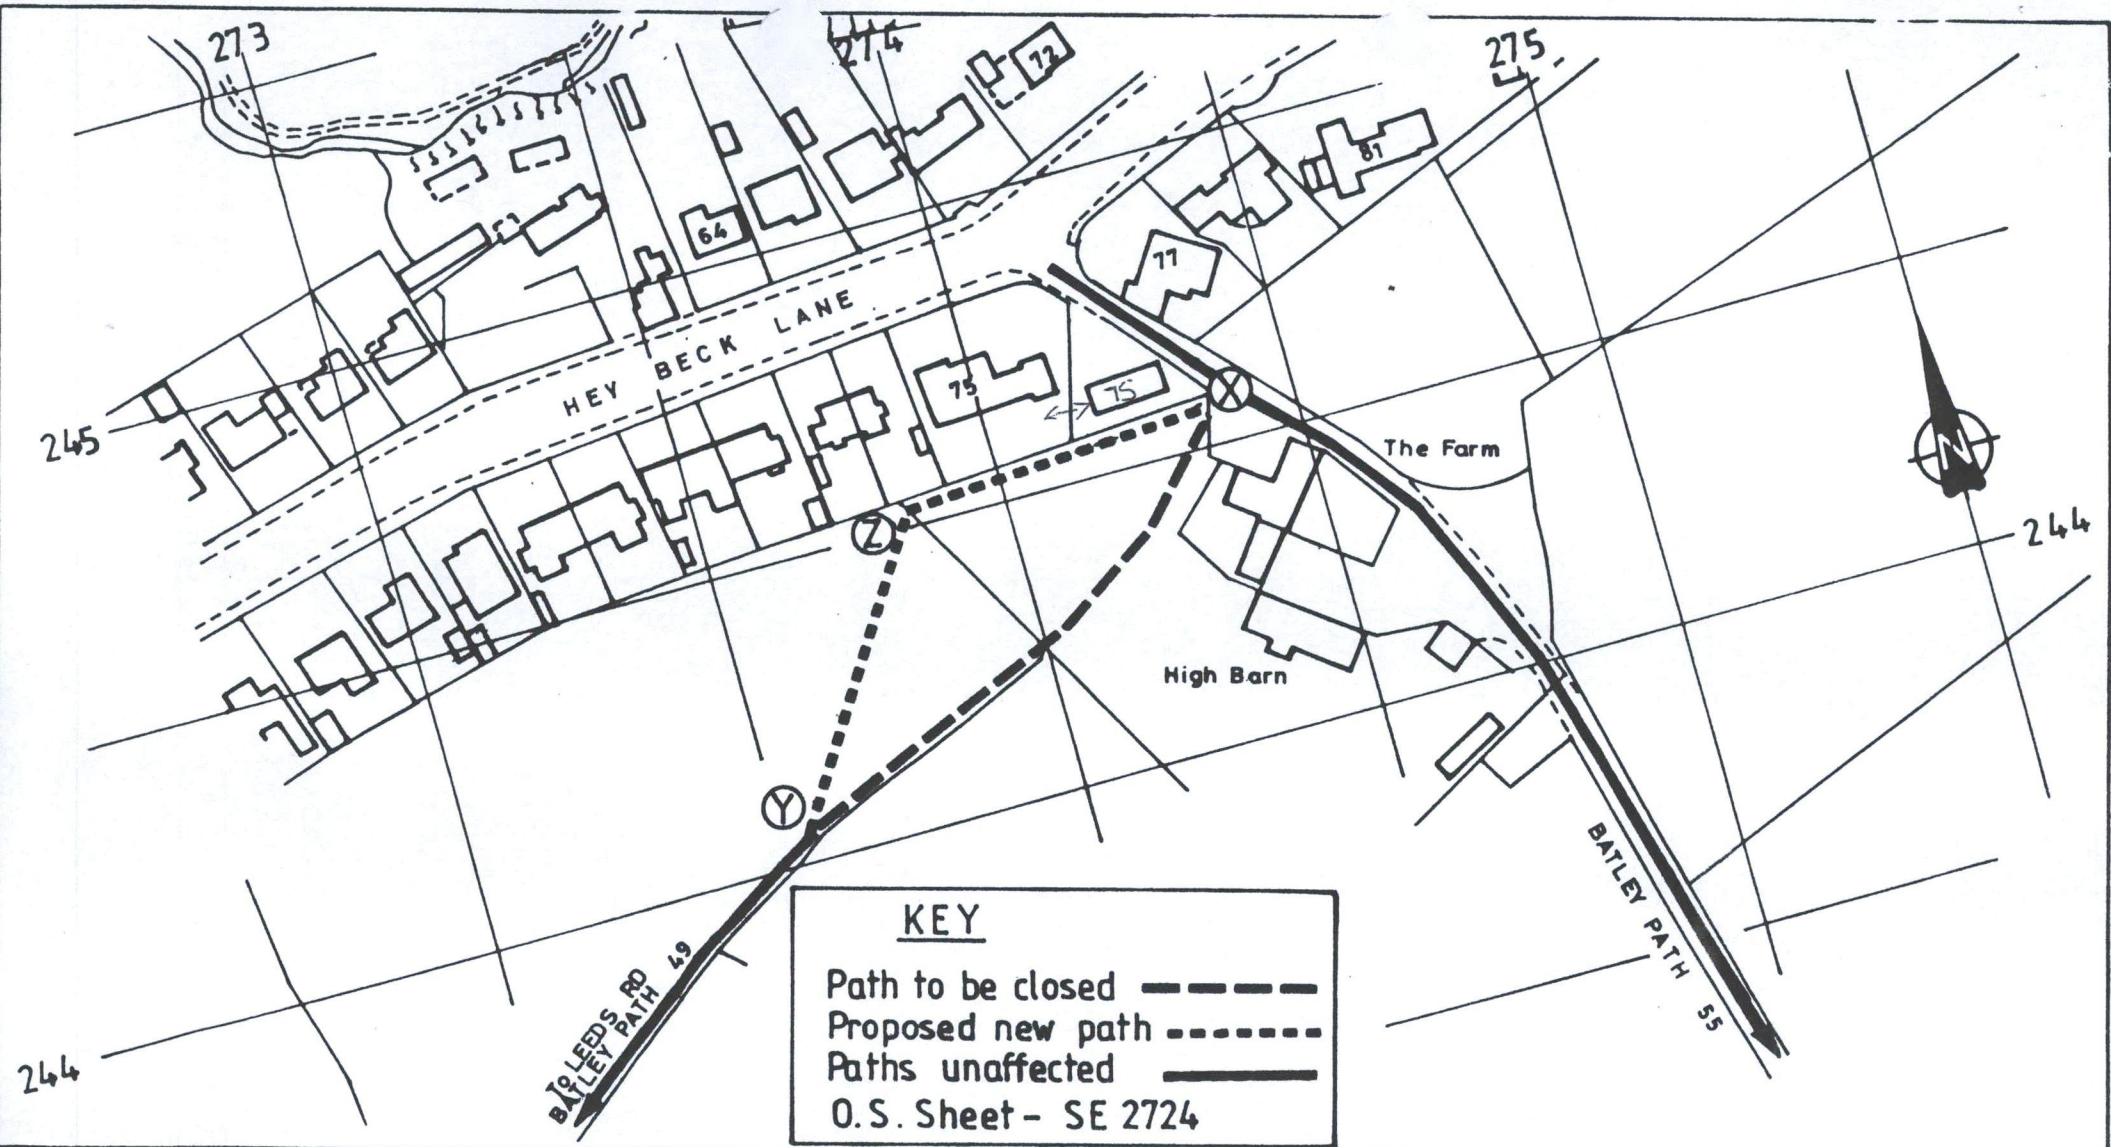 273
274
275
72
81
64
77
HEY BECK LANE
75
75
245
The Farm
N
X
Z
244
High Barn
Y
BATLEY PATH 55
TO LEEDS RD
BATLEY PATH 49
244
KEY
Path to be closed
Proposed new path
Paths unaffected
O.S. Sheet - SE 2724